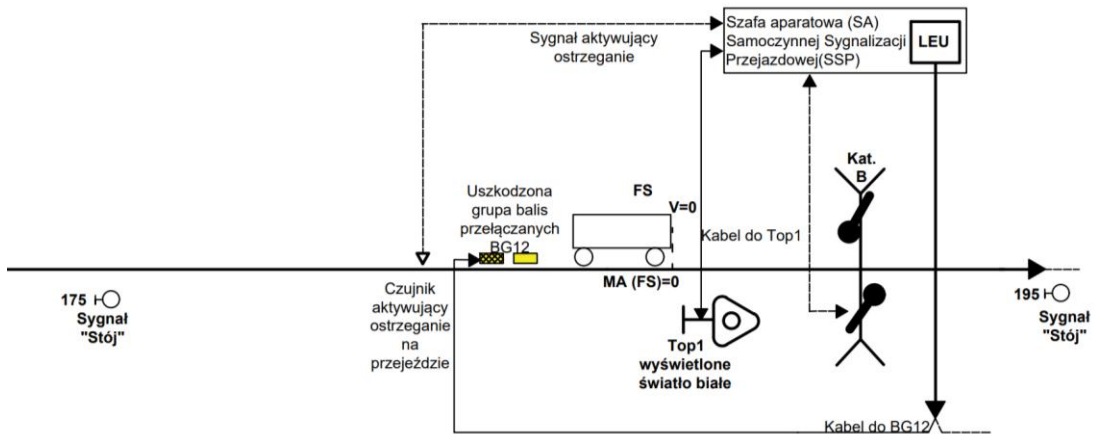 Szafa aparatowa (SA)
Samoczynnej Sygnalizacji
Przejazdowej(SSP)
LEU
Sygnał aktywujący
ostrzeganie
Kat.
B
Uszkodzona
grupa balis
przełączanych
BG12
FS
V=0
Kabel do Top1
MA (FS)=0
175
Sygnał
"Stój"
Czujnik
aktywujący
ostrzeganie
na
przejeździe
Top1
wyświetlone
światło białe
195
Sygnał
"Stój"
Kabel do BG12